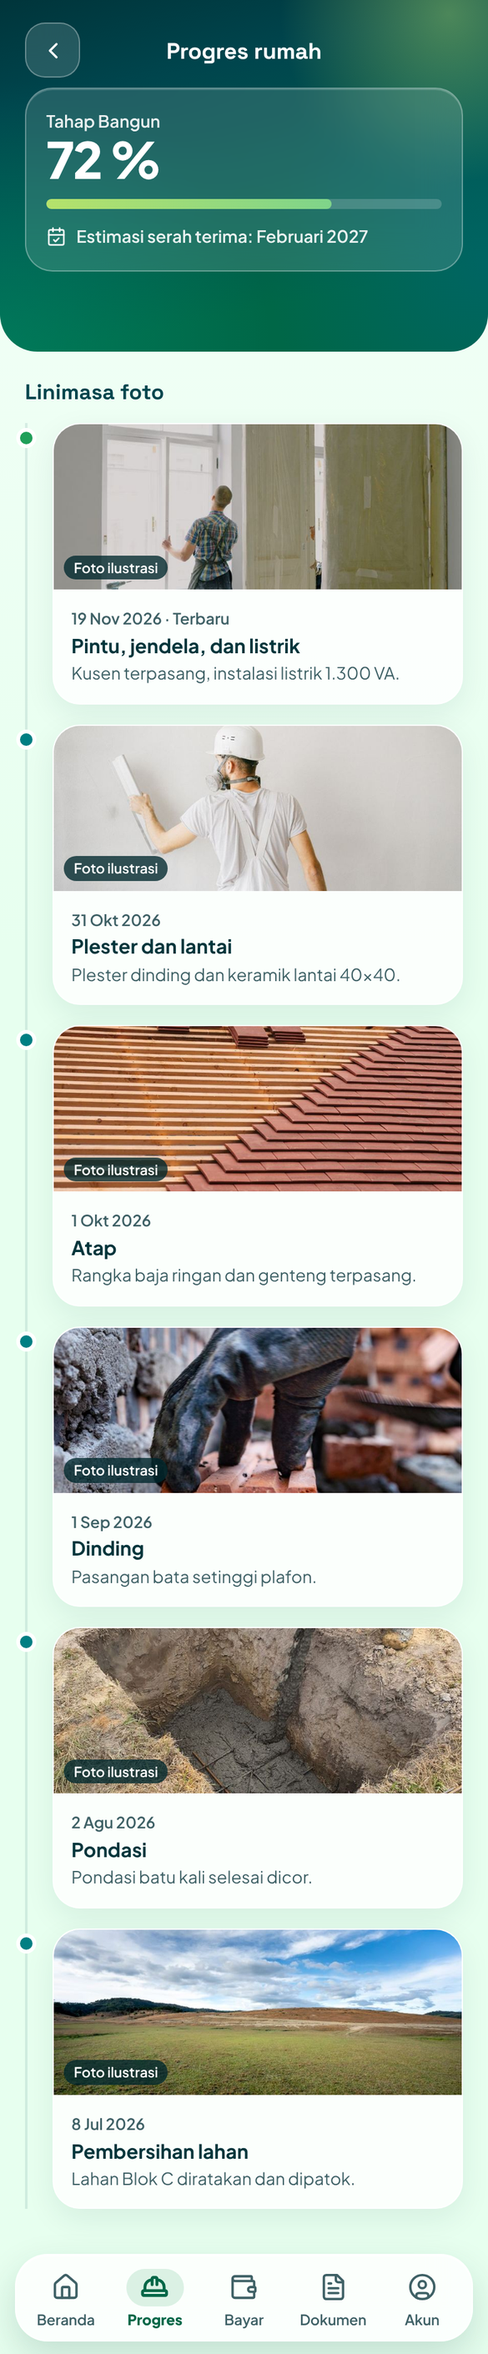 Progres rumah
Tahap Bangun
72 %
Estimasi serah terima: Februari 2027
Linimasa foto
Foto ilustrasi
19 Nov 2026 · Terbaru
Pintu, jendela, dan listrik
Kusen terpasang, instalasi listrik 1.300 VA.
Foto ilustrasi
31 Okt 2026
Plester dan lantai
Plester dinding dan keramik lantai 40×40.
Foto ilustrasi
1 Okt 2026
Atap
Rangka baja ringan dan genteng terpasang.
Foto ilustrasi
1 Sep 2026
Dinding
Pasangan bata setinggi plafon.
Foto ilustrasi
2 Agu 2026
Pondasi
Pondasi batu kali selesai dicor.
Foto ilustrasi
8 Jul 2026
Pembersihan lahan
Lahan Blok C diratakan dan dipatok.
Beranda Progres Bayar Dokumen Akun